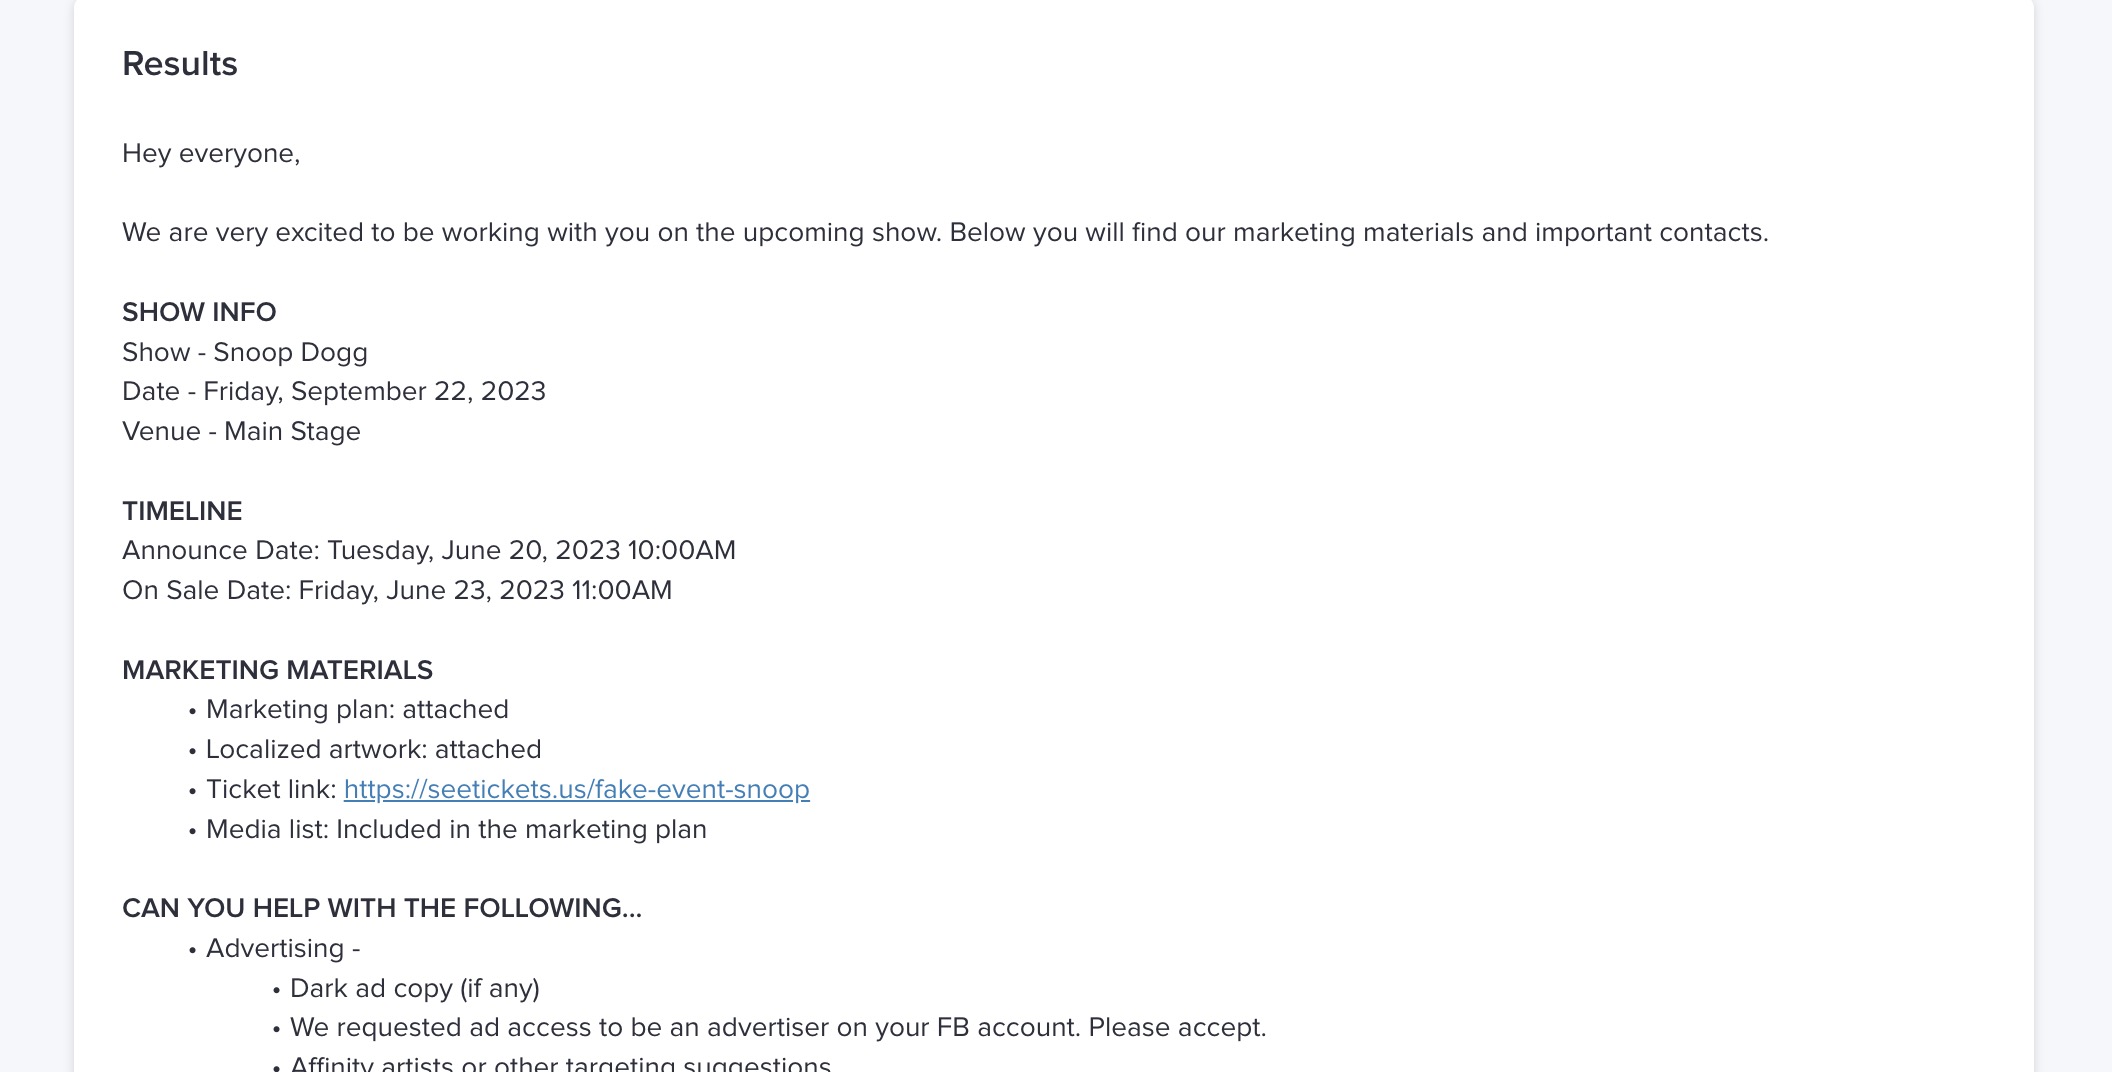 Results
Hey everyone,
We are very excited to be working with you on the upcoming show. Below you will find our marketing materials and important contacts.
SHOW INFO
Show - Snoop Dogg
Date - Friday, September 22, 2023
Venue - Main Stage
TIMELINE
Announce Date: Tuesday, June 20, 2023 10:00AM
On Sale Date: Friday, June 23, 2023 11:00AM
MARKETING MATERIALS
• Marketing plan: attached
• Localized artwork: attached
• Ticket link: https://seetickets.us/fake-event-snoop
• Media list: Included in the marketing plan
CAN YOU HELP WITH THE FOLLOWING...
• Advertising -
• Dark ad copy (if any)
• We requested ad access to be an advertiser on your FB account. Please accept.
• Affinity artists or other targeting suggestions